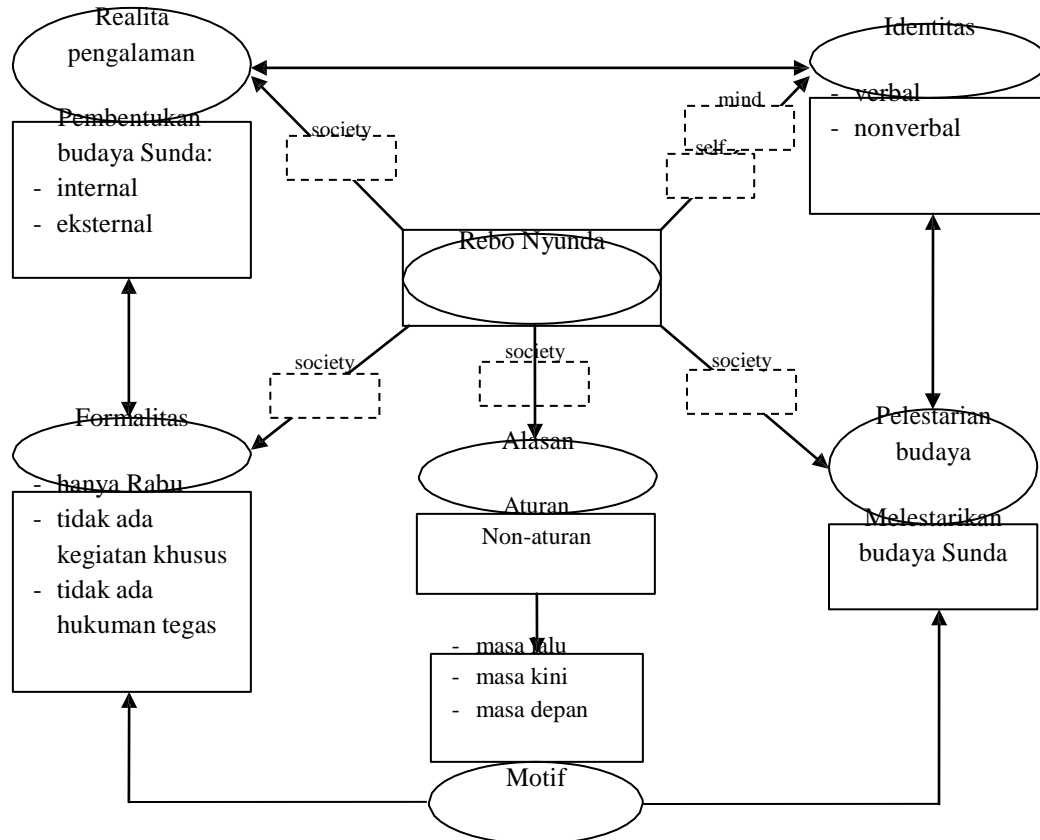 Realita
pengalaman
Identitas
- verbal
- nonverbal
mind
self
society
Pembentukan
budaya Sunda:
- internal
- eksternal
Rebo Nyunda
society
society
society
Formalitas
- hanya Rabu
- tidak ada
kegiatan khusus
- tidak ada
hukuman tegas
Alasan
Aturan
Non-aturan
Pelestarian
budaya
Melestarikan
budaya Sunda
- masa lalu
- masa kini
- masa depan
Motif